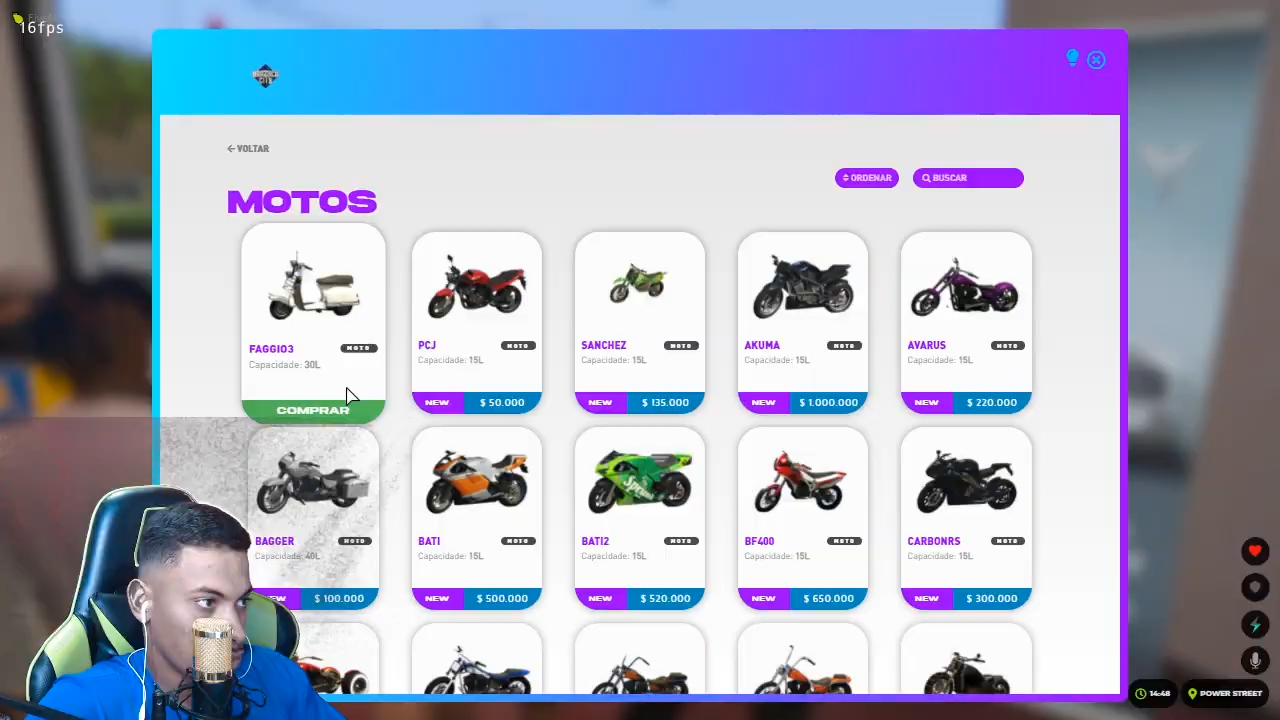 16fps
VOLTAR
ORDENAR
BUSCAR
MOTOS
FAGGIO3 MOTO
Capacidade: 30L
COMPRAR
PCJ MOTO
Capacidade: 15L
NEW $ 50.000
SANCHEZ MOTO
Capacidade: 15L
NEW $ 135.000
AKUMA MOTO
Capacidade: 15L
NEW $ 1.000.000
AVARUS MOTO
Capacidade: 15L
NEW $ 220.000
BAGGER MOTO
Capacidade: 40L
NEW $ 100.000
BATI MOTO
Capacidade: 15L
NEW $ 500.000
BATI2 MOTO
Capacidade: 15L
NEW $ 520.000
BF400 MOTO
Capacidade: 15L
NEW $ 650.000
CARBONRS MOTO
Capacidade: 15L
NEW $ 300.000
14:48
POWER STREET